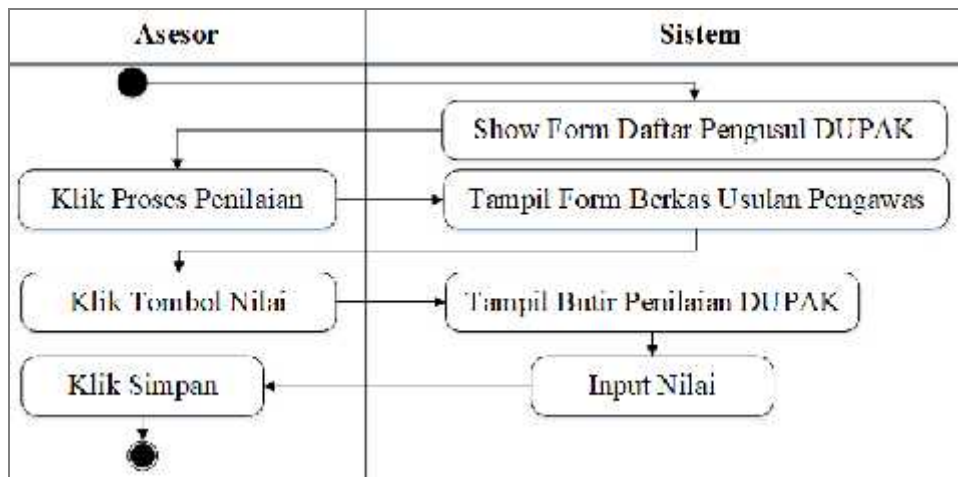 Asesor
Sistem
Show Form Daftar Pengusul DUPAK
Klik Proses Penilaian
Tampil Form Berkas Usulan Pengawas
Klik Tombol Nilai
Tampil Butir Penilaian DUPAK
Klik Simpan
Input Nilai